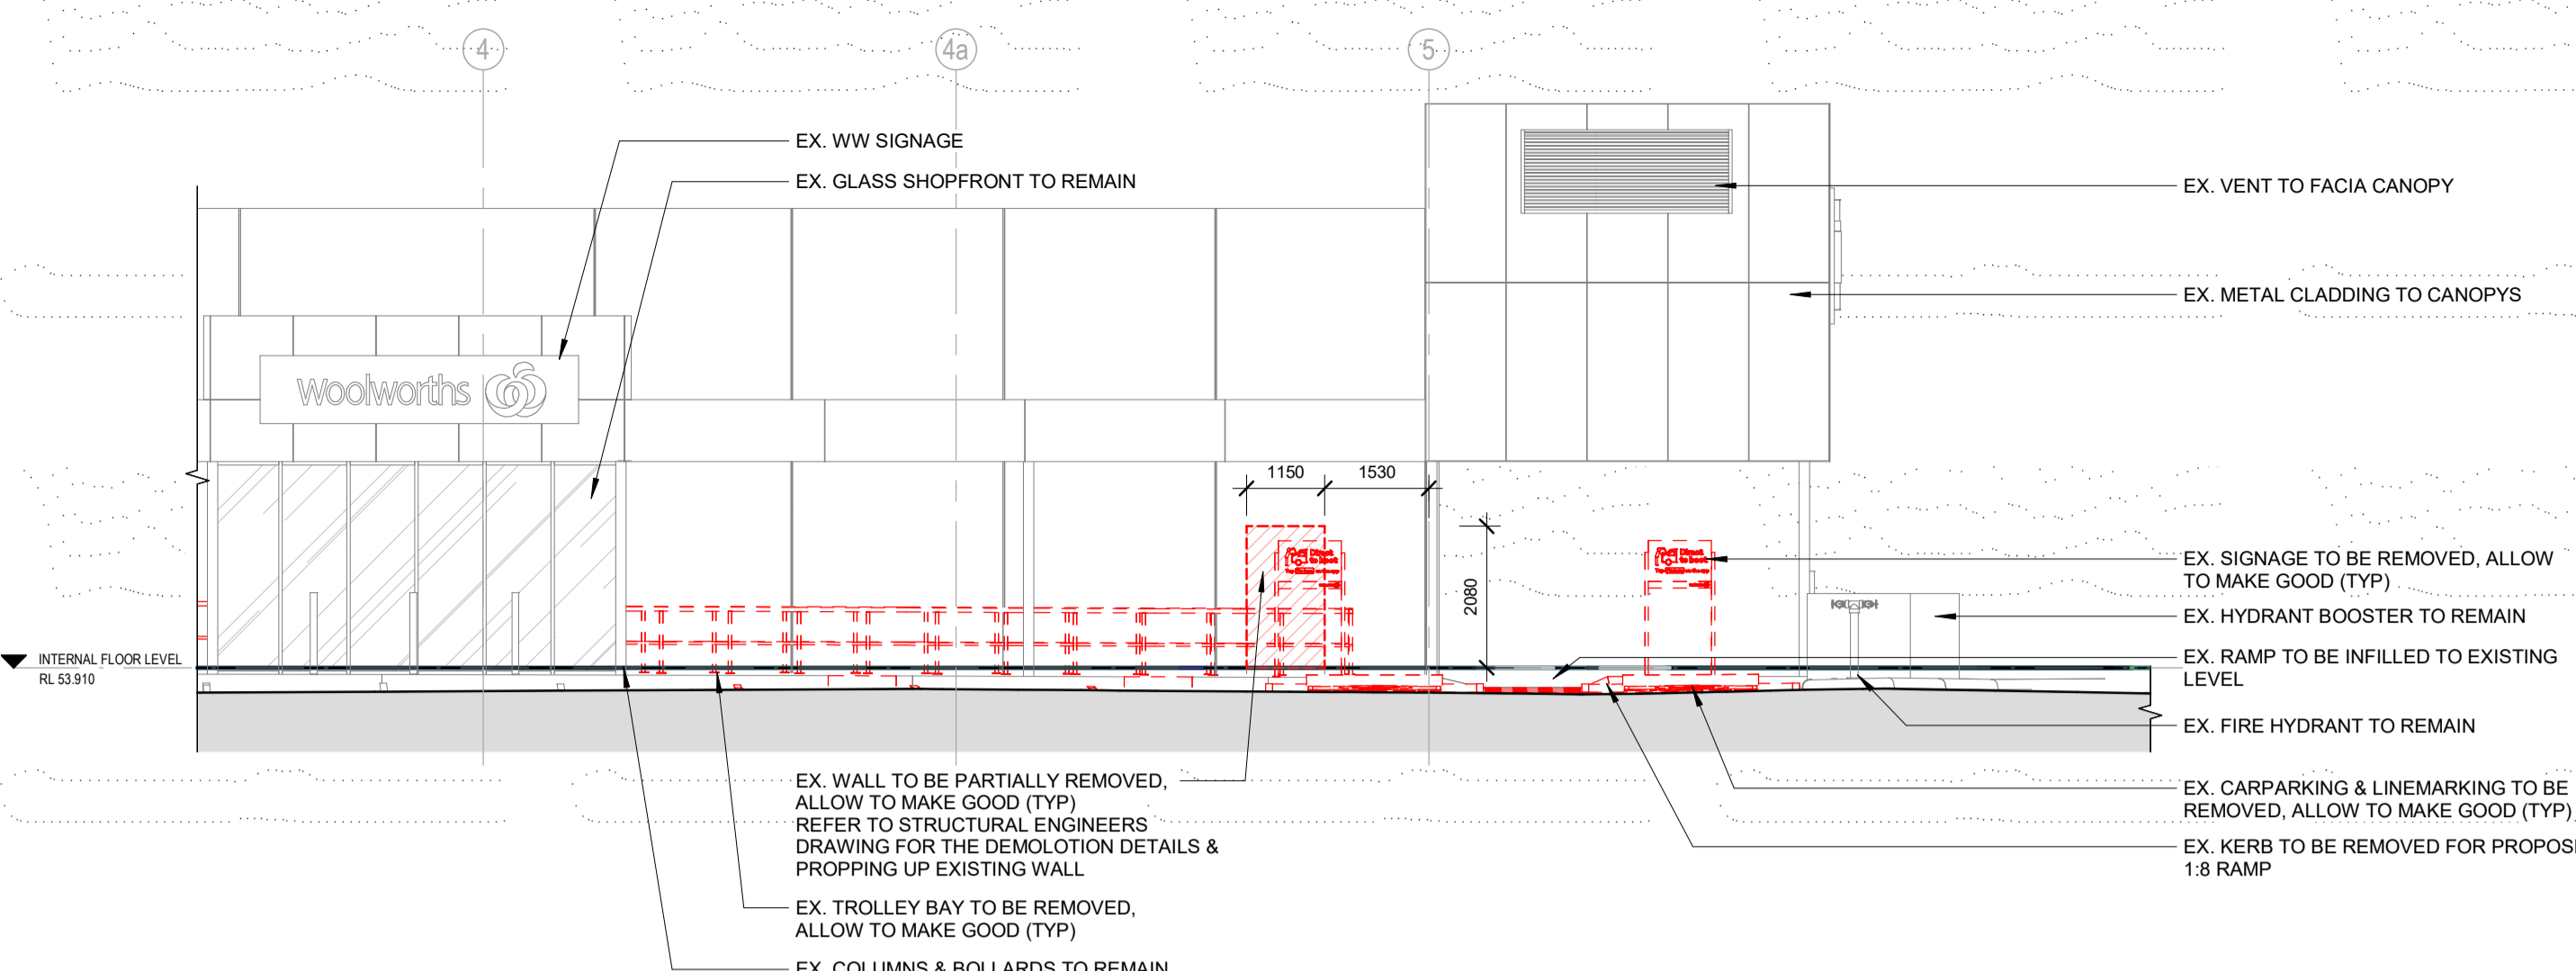 4
4a
5
EX. WW SIGNAGE
EX. GLASS SHOPFRONT TO REMAIN
EX. VENT TO FACIA CANOPY
EX. METAL CLADDING TO CANOPYS
Woolworths
1150
1530
2080
Direct
to boot
Direct
to boot
EX. SIGNAGE TO BE REMOVED, ALLOW
TO MAKE GOOD (TYP)
EX. HYDRANT BOOSTER TO REMAIN
INTERNAL FLOOR LEVEL
RL 53.910
EX. RAMP TO BE INFILLED TO EXISTING
LEVEL
EX. FIRE HYDRANT TO REMAIN
EX. WALL TO BE PARTIALLY REMOVED,
ALLOW TO MAKE GOOD (TYP)
REFER TO STRUCTURAL ENGINEERS
DRAWING FOR THE DEMOLOTION DETAILS &
PROPPING UP EXISTING WALL
EX. CARPARKING & LINEMARKING TO BE
REMOVED, ALLOW TO MAKE GOOD (TYP)
EX. KERB TO BE REMOVED FOR
1:8 RAMP
EX. TROLLEY BAY TO BE REMOVED,
ALLOW TO MAKE GOOD (TYP)
EX. COLUMNS & BOLLARDS TO REMAIN